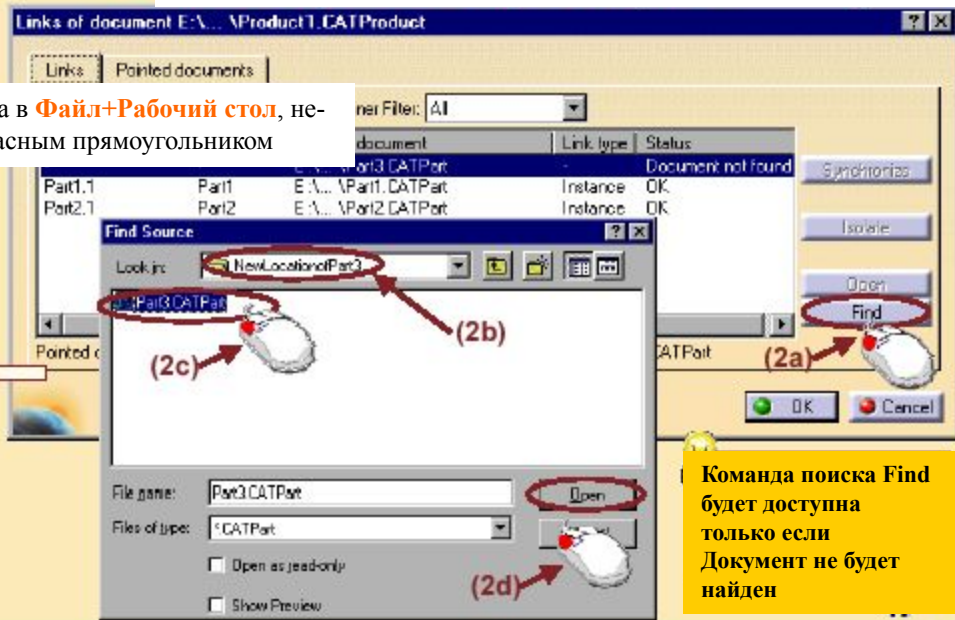 Links of document E:\... \Product1.CATProduct
Links Pointed documents
а в Файл+Рабочий стол, не-
асным прямоугольником
ner Filter: All
document Link type Status
E:\... \Part3.CATPart - Document not found
Part1.1 Part1 E:\... \Part1.CATPart Instance OK
Part2.1 Part2 E:\... \Part2.CATPart Instance OK
Synchronize
Isolate
Open
Find
Find Source
Look in: NewLocationofPart3
Part3.CATPart
(2b)
(2c)
(2a)
Pointed
CATPart
OK Cancel
File name: Part3.CATPart Open
Files of type: *.CATPart
Open as read-only
Show Preview
(2d)
Команда поиска Find
будет доступна
только если
Документ не будет
найден